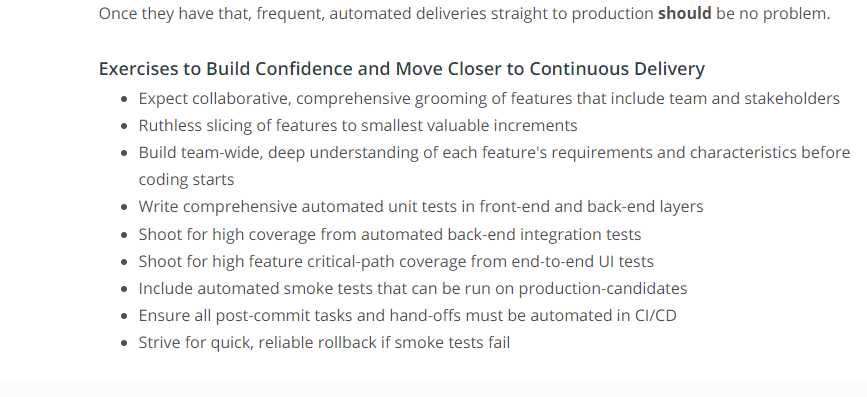 Once they have that, frequent, automated deliveries straight to production should be no problem.
Exercises to Build Confidence and Move Closer to Continuous Delivery
• Expect collaborative, comprehensive grooming of features that include team and stakeholders
• Ruthless slicing of features to smallest valuable increments
• Build team-wide, deep understanding of each feature's requirements and characteristics before
coding starts
• Write comprehensive automated unit tests in front-end and back-end layers
• Shoot for high coverage from automated back-end integration tests
• Shoot for high feature critical-path coverage from end-to-end UI tests
• Include automated smoke tests that can be run on production-candidates
• Ensure all post-commit tasks and hand-offs must be automated in CI/CD
• Strive for quick, reliable rollback if smoke tests fail